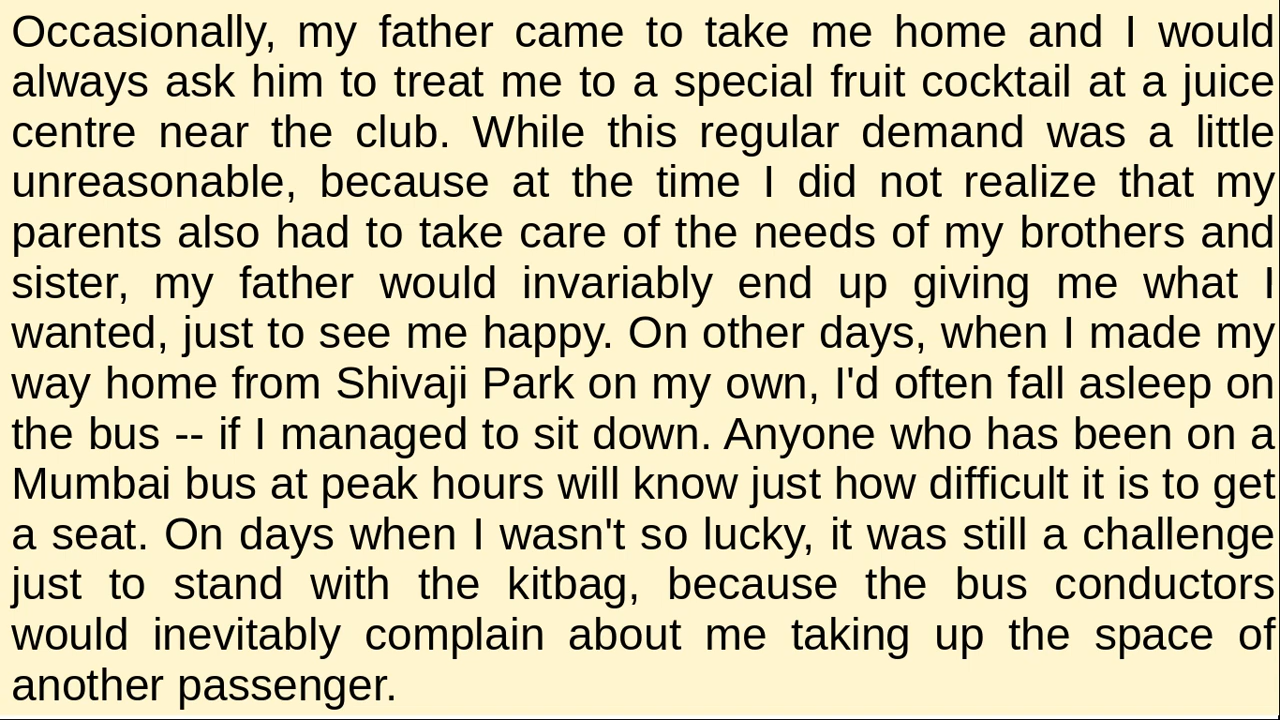 Occasionally, my father came to take me home and I would
always ask him to treat me to a special fruit cocktail at a juice
centre near the club. While this regular demand was a little
unreasonable, because at the time I did not realize that my
parents also had to take care of the needs of my brothers and
sister, my father would invariably end up giving me what I
wanted, just to see me happy. On other days, when I made my
way home from Shivaji Park on my own, I'd often fall asleep on
the bus -- if I managed to sit down. Anyone who has been on a
Mumbai bus at peak hours will know just how difficult it is to get
a seat. On days when I wasn't so lucky, it was still a challenge
just to stand with the kitbag, because the bus conductors
would inevitably complain about me taking up the space of
another passenger.